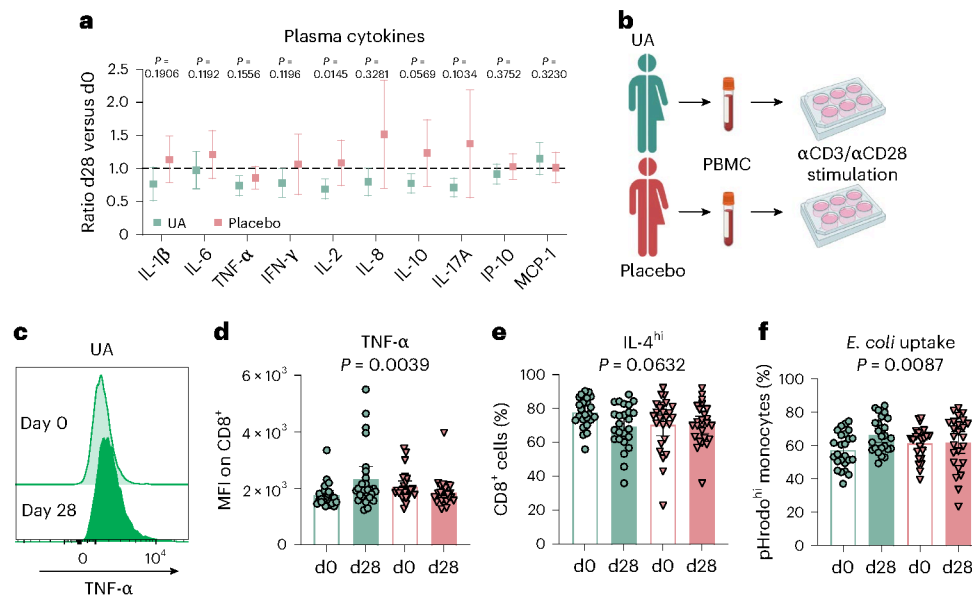 a
Plasma cytokines
P = 0.1906
P = 0.1192
P = 0.1556
P = 0.1196
P = 0.0145
P = 0.3281
P = 0.0569
P = 0.1034
P = 0.3752
P = 0.3230
Ratio d28 versus d0
2.5
2.0
1.5
1.0
0.5
0
UA
Placebo
IL-1β
IL-6
TNF-α
IFN-γ
IL-2
IL-8
IL-10
IL-17A
IP-10
MCP-1
b
UA
PBMC
αCD3/αCD28
stimulation
Placebo
c
UA
Day 0
Day 28
0
10⁴
TNF-α
d
TNF-α
P = 0.0039
MFI on CD8⁺
6 × 10³
4 × 10³
2 × 10³
0
d0
d28
d0
d28
e
IL-4ʰⁱ
P = 0.0632
CD8⁺ cells (%)
100
80
60
40
20
0
d0
d28
d0
d28
f
E. coli uptake
P = 0.0087
pHrodoʰⁱ monocytes (%)
100
80
60
40
20
0
d0
d28
d0
d28